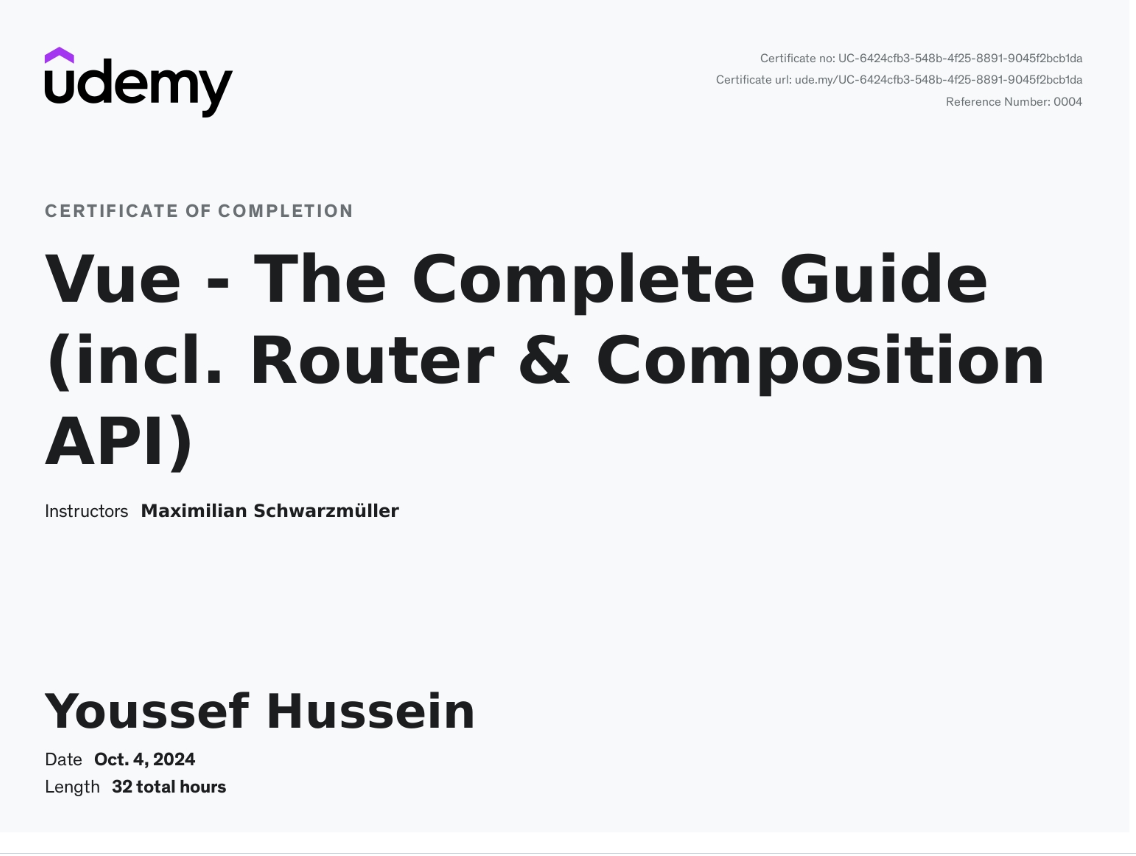 udemy
Certificate no: UC-6424cfb3-548b-4f25-8891-9045f2bcb1da
Certificate url: ude.my/UC-6424cfb3-548b-4f25-8891-9045f2bcb1da
Reference Number: 0004
CERTIFICATE OF COMPLETION
Vue - The Complete Guide
(incl. Router & Composition
API)
Instructors Maximilian Schwarzmüller
Youssef Hussein
Date Oct. 4, 2024
Length 32 total hours